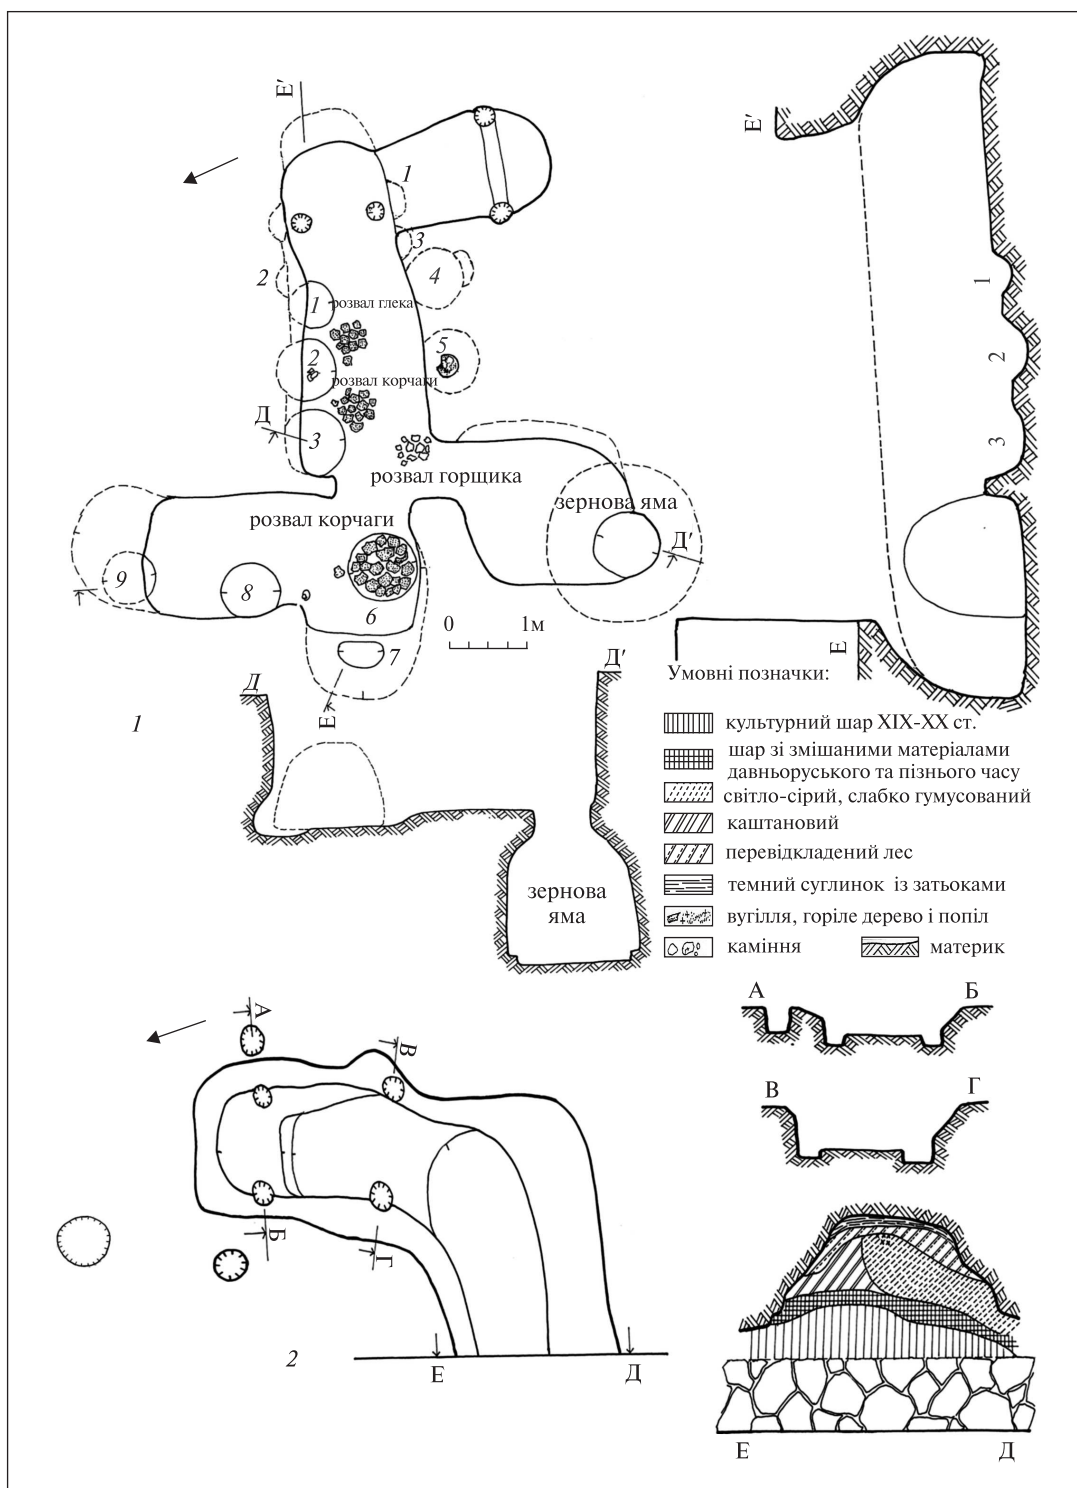 Е′
Е′
1
3
2
4
1
розвал глека
1
5
2
2
розвал корчаги
Д
3
3
розвал горщика
зернова яма
розвал корчаги
Д′
9
8
6
0 1м
7
Е
Д′
Е
Д
1
Умовні позначки:
культурний шар XIX-XX ст.
шар зі змішаними матеріалами
давньоруського та пізнього часу
світло-сірий, слабко гумусований
каштановий
перевідкладений лес
темний суглинок із затьоками
вугілля, горіле дерево і попіл
каміння
материк
зернова
яма
А
Б
А
В
В
Г
Б
Г
2
Е
Д
Е
Д